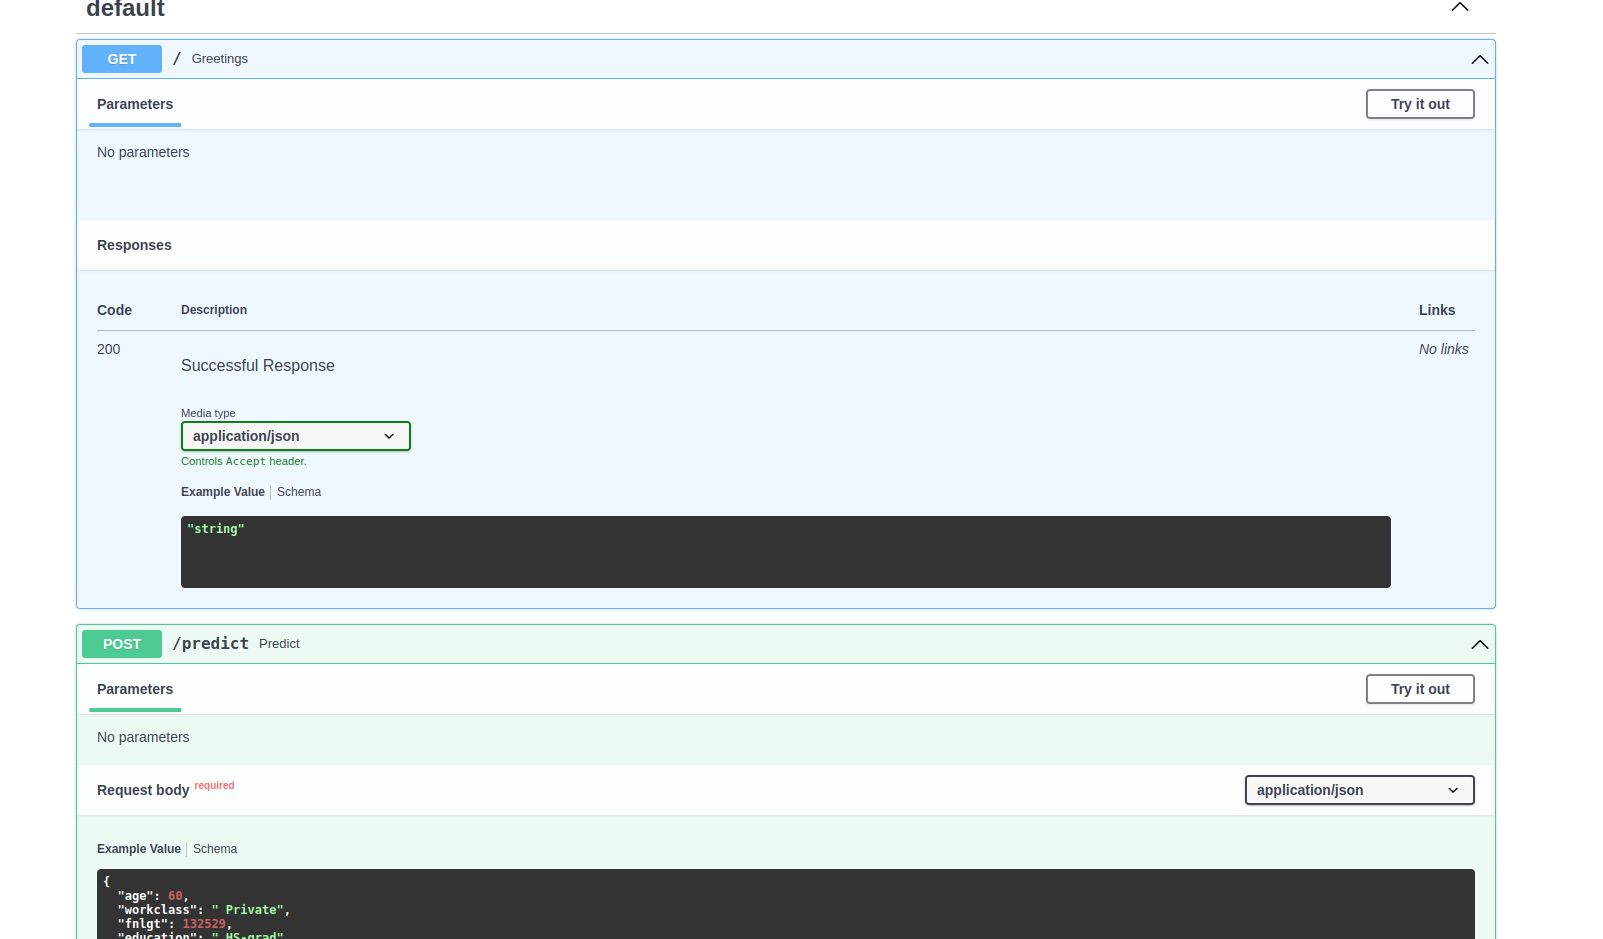 default
GET / Greetings
Parameters Try it out
No parameters
Responses
Code Description Links
200 Successful Response No links
Media type
application/json
Controls Accept header.
Example Value Schema
"string"
POST /predict Predict
Parameters Try it out
No parameters
Request body required application/json
Example Value Schema
{
"age": 60,
"workclass": " Private",
"fnlgt": 132529,
"education": " HS-grad"